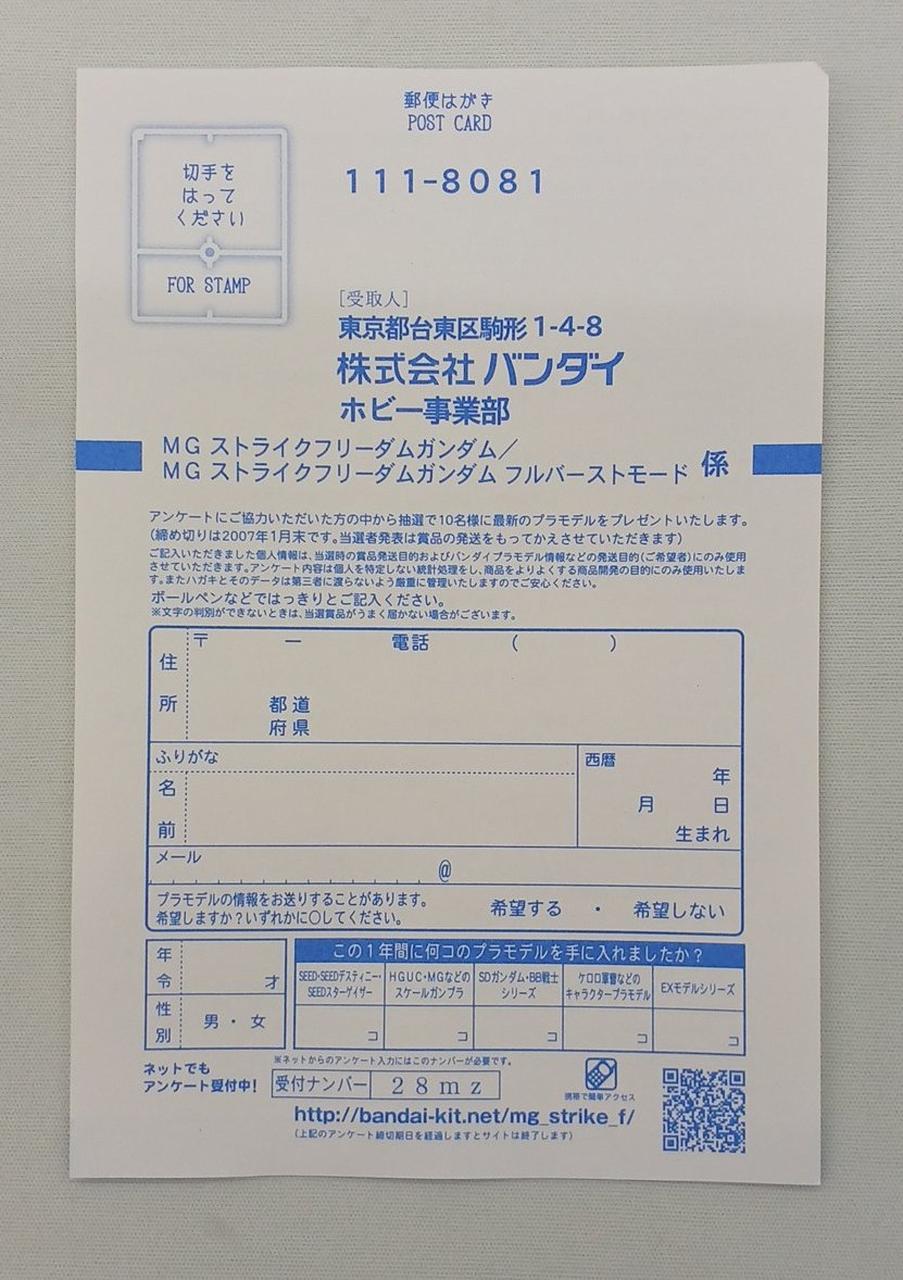 郵便はがき
POST CARD
切手を
はって
ください
FOR STAMP
111-8081
[受取人]
東京都台東区駒形1-4-8
株式会社 バンダイ
ホビー事業部
MG ストライクフリーダムガンダム/
MG ストライクフリーダムガンダム フルバーストモード 係
アンケートにご協力いただいた方の中から抽選で10名様に最新のプラモデルをプレゼントいたします。
(締め切りは2007年1月末です。当選者発表は賞品の発送をもってかえさせていただきます)
ご記入いただきました個人情報は、当選時の賞品発送目的およびバンダイプラモデル情報などの発送目的(ご希望者)にのみ使用
させていただきます。アンケート内容は個人を特定しない統計処理をし、商品をよりよくする商品開発の目的にのみ使用いたしま
す。またハガキとそのデータは第三者に渡らないよう厳重に管理いたしますのでご安心ください。
ボールペンなどではっきりとご記入ください。
※文字の判別ができないときは、当選賞品がうまく届かない場合がございます。
住所
〒 ー 電話 ( )
都道
府県
ふりがな
名前
西暦
年
月 日
生まれ
メール
@
プラモデルの情報をお送りすることがあります。
希望しますか?いずれかに○してください。
希望する ・ 希望しない
年令
才
性別
男・女
この1年間に何コのプラモデルを手に入れましたか?
SEED・SEEDデスティニー・
SEEDスターゲイザー
コ
HGUC・MGなどの
スケールガンプラ
コ
SDガンダム・BB戦士
シリーズ
コ
ケロロ軍曹などの
キャラクタープラモデル
コ
EXモデルシリーズ
コ
ネットでも
アンケート受付中!
※ネットからのアンケート入力にはこのナンバーが必要です。
受付ナンバー 28mz
携帯で簡単アクセス
http://bandai-kit.net/mg_strike_f/
(上記のアンケート締切期日を経過しますとサイトは終了します)